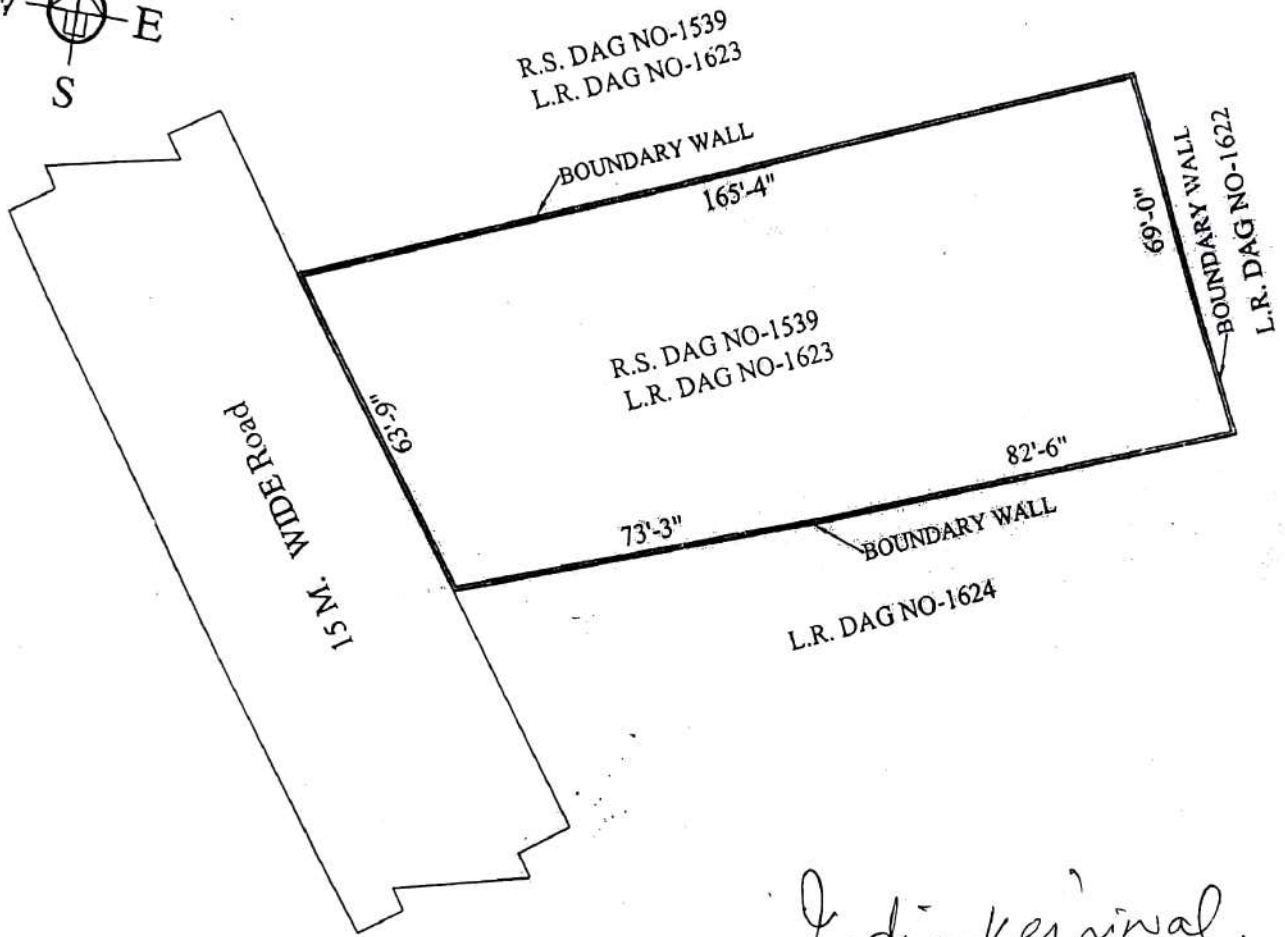 E
S
R.S. DAG NO-1539
L.R. DAG NO-1623
BOUNDARY WALL
165'-4"
69'-0"
BOUNDARY WALL
L.R. DAG NO-1622
R.S. DAG NO-1539
L.R. DAG NO-1623
63'-9"
15 M. WIDE Road
82'-6"
73'-3"
BOUNDARY WALL
L.R. DAG NO-1624